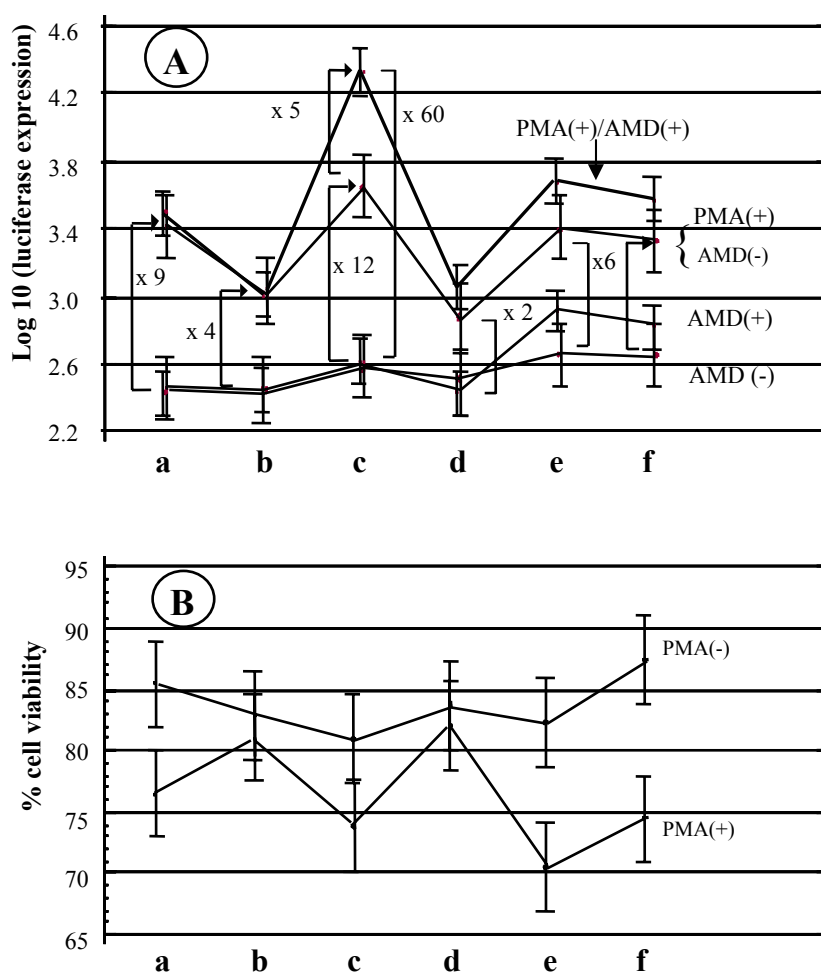 Log 10 (luciferase expression)
4.6
4.2
3.8
3.4
3.0
2.6
2.2
A
x 5
x 60
PMA(+)/AMD(+)
PMA(+)
AMD(-)
x 9
x 12
x6
x 4
x 2
AMD(+)
AMD (-)
a b c d e f
% cell viability
95
90
85
80
75
70
65
B
PMA(-)
PMA(+)
a b c d e f